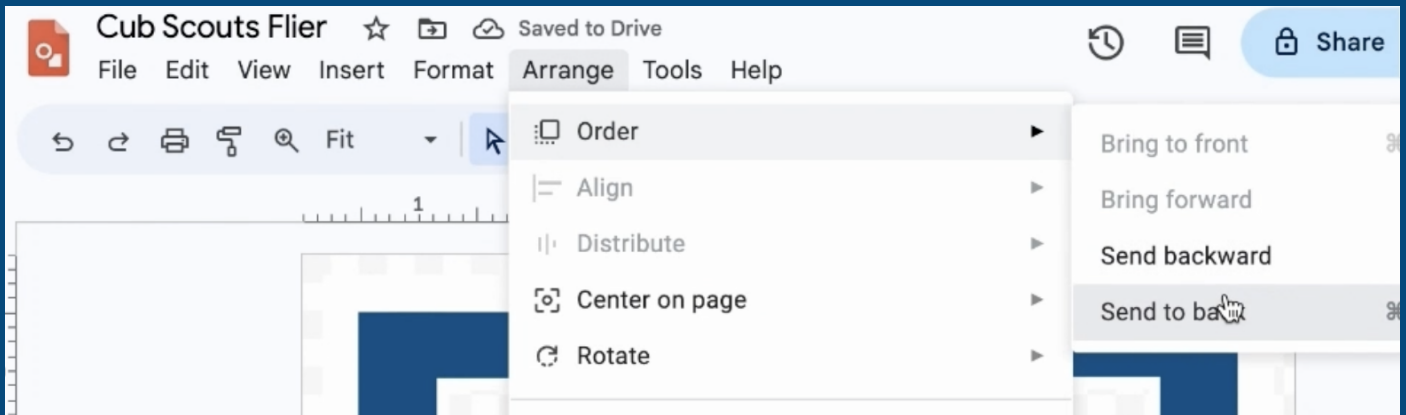 Cub Scouts Flier Saved to Drive
Share
File Edit View Insert Format Arrange Tools Help
Fit
1
Order
Align
Distribute
Center on page
Rotate
Bring to front ⌘
Bring forward
Send backward
Send to back ⌘